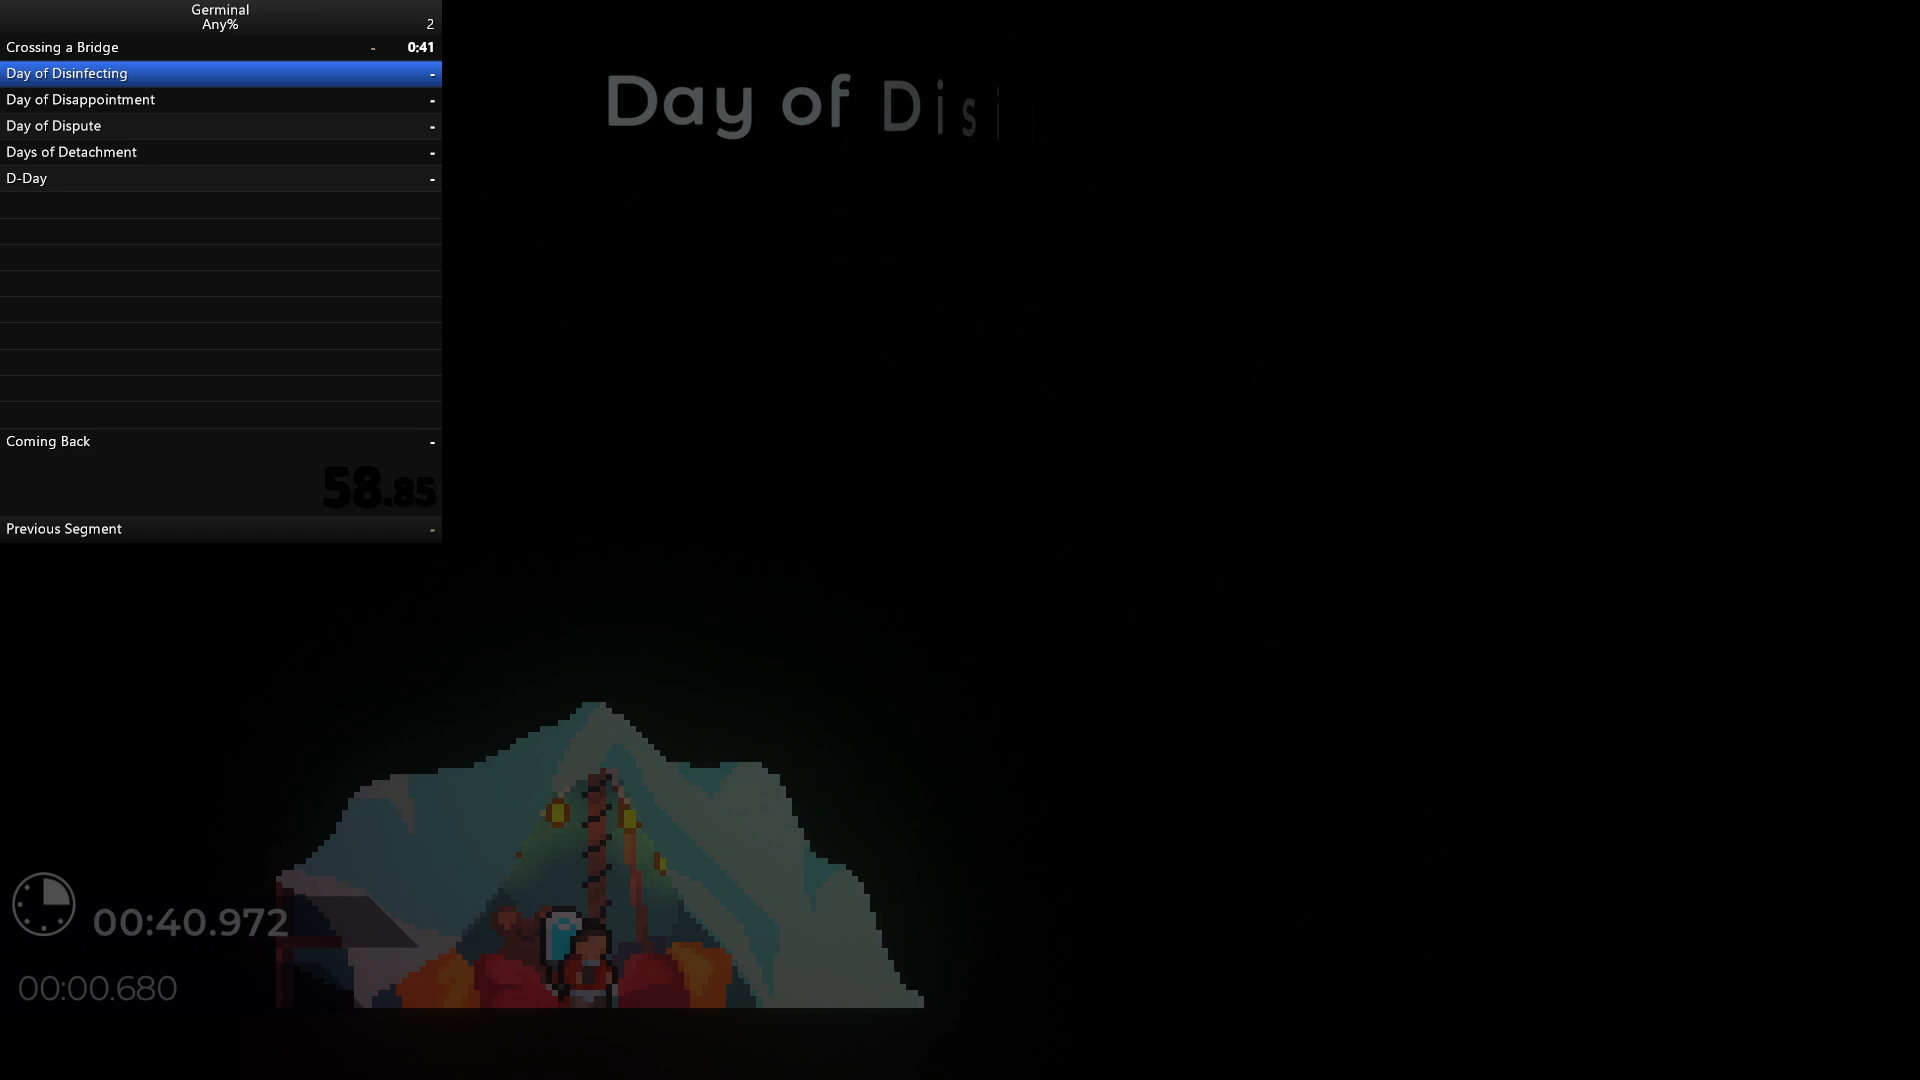 Germinal
Any%
2
Crossing a Bridge - 0:41
Day of Disinfecting -
Day of Disappointment -
Day of Dispute -
Days of Detachment -
D-Day -
Coming Back -
58.85
Previous Segment -
Day of Disi
00:40.972
00:00.680